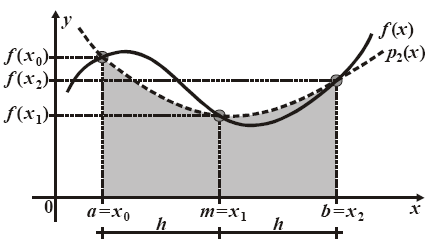 y
f(x)
f(x₀)
p₂(x)
f(x₂)
f(x₁)
0
a=x₀ m=x₁ b=x₂ x
h h